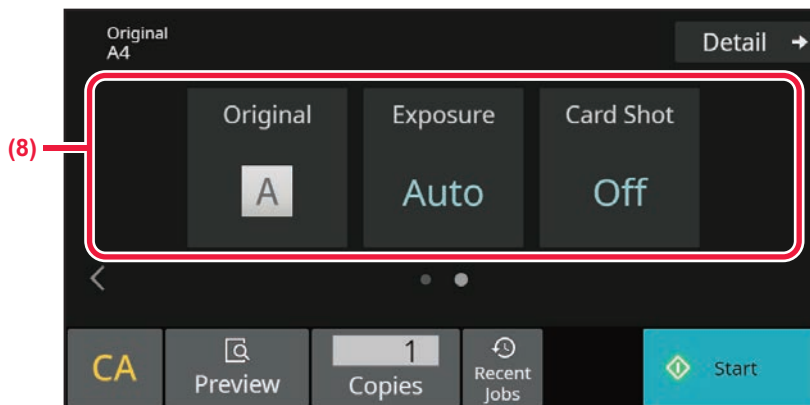 Original
A4
Detail
(8)
Original
Exposure
Card Shot
A
Auto
Off
CA
Preview
1
Copies
Recent
Jobs
Start